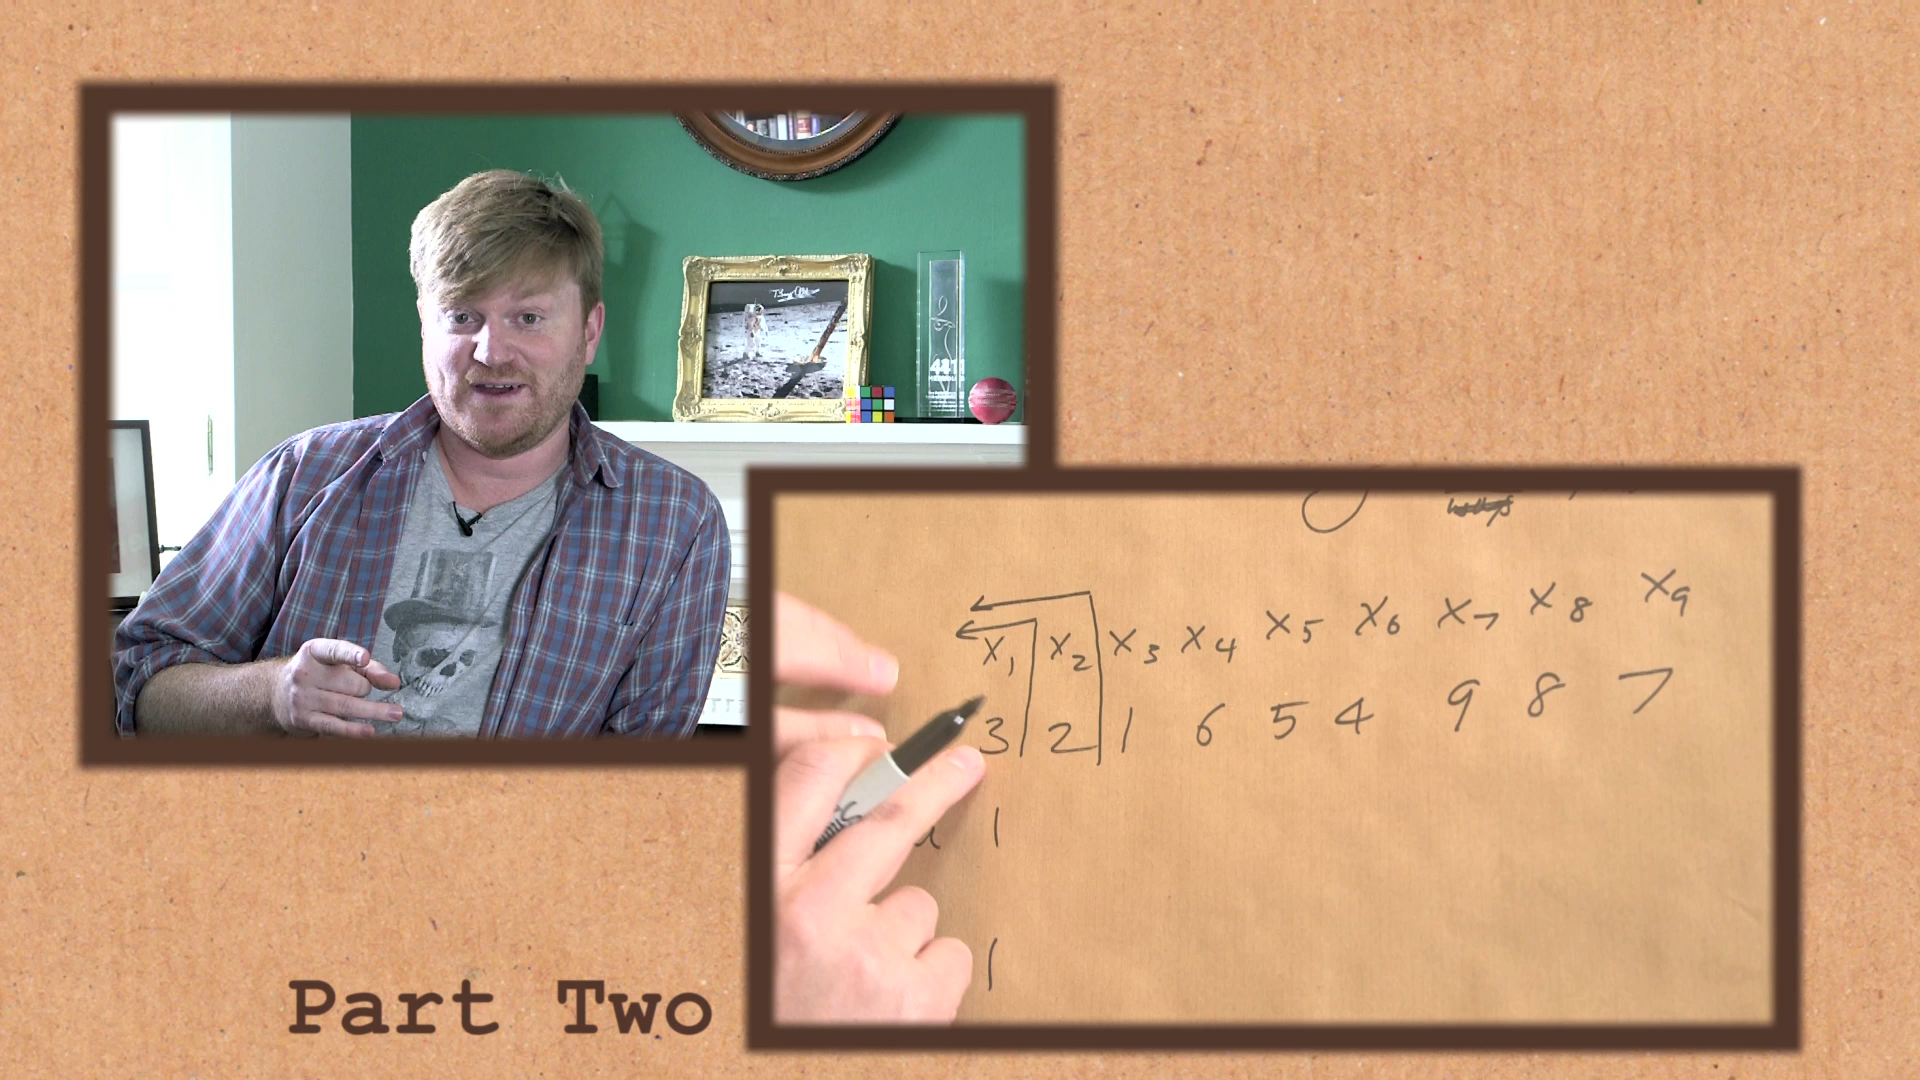 x₁ x₂ x₃ x₄ x₅ x₆ x₇ x₈ x₉
3 2 1 6 5 4 9 8 7
1
1
Part Two